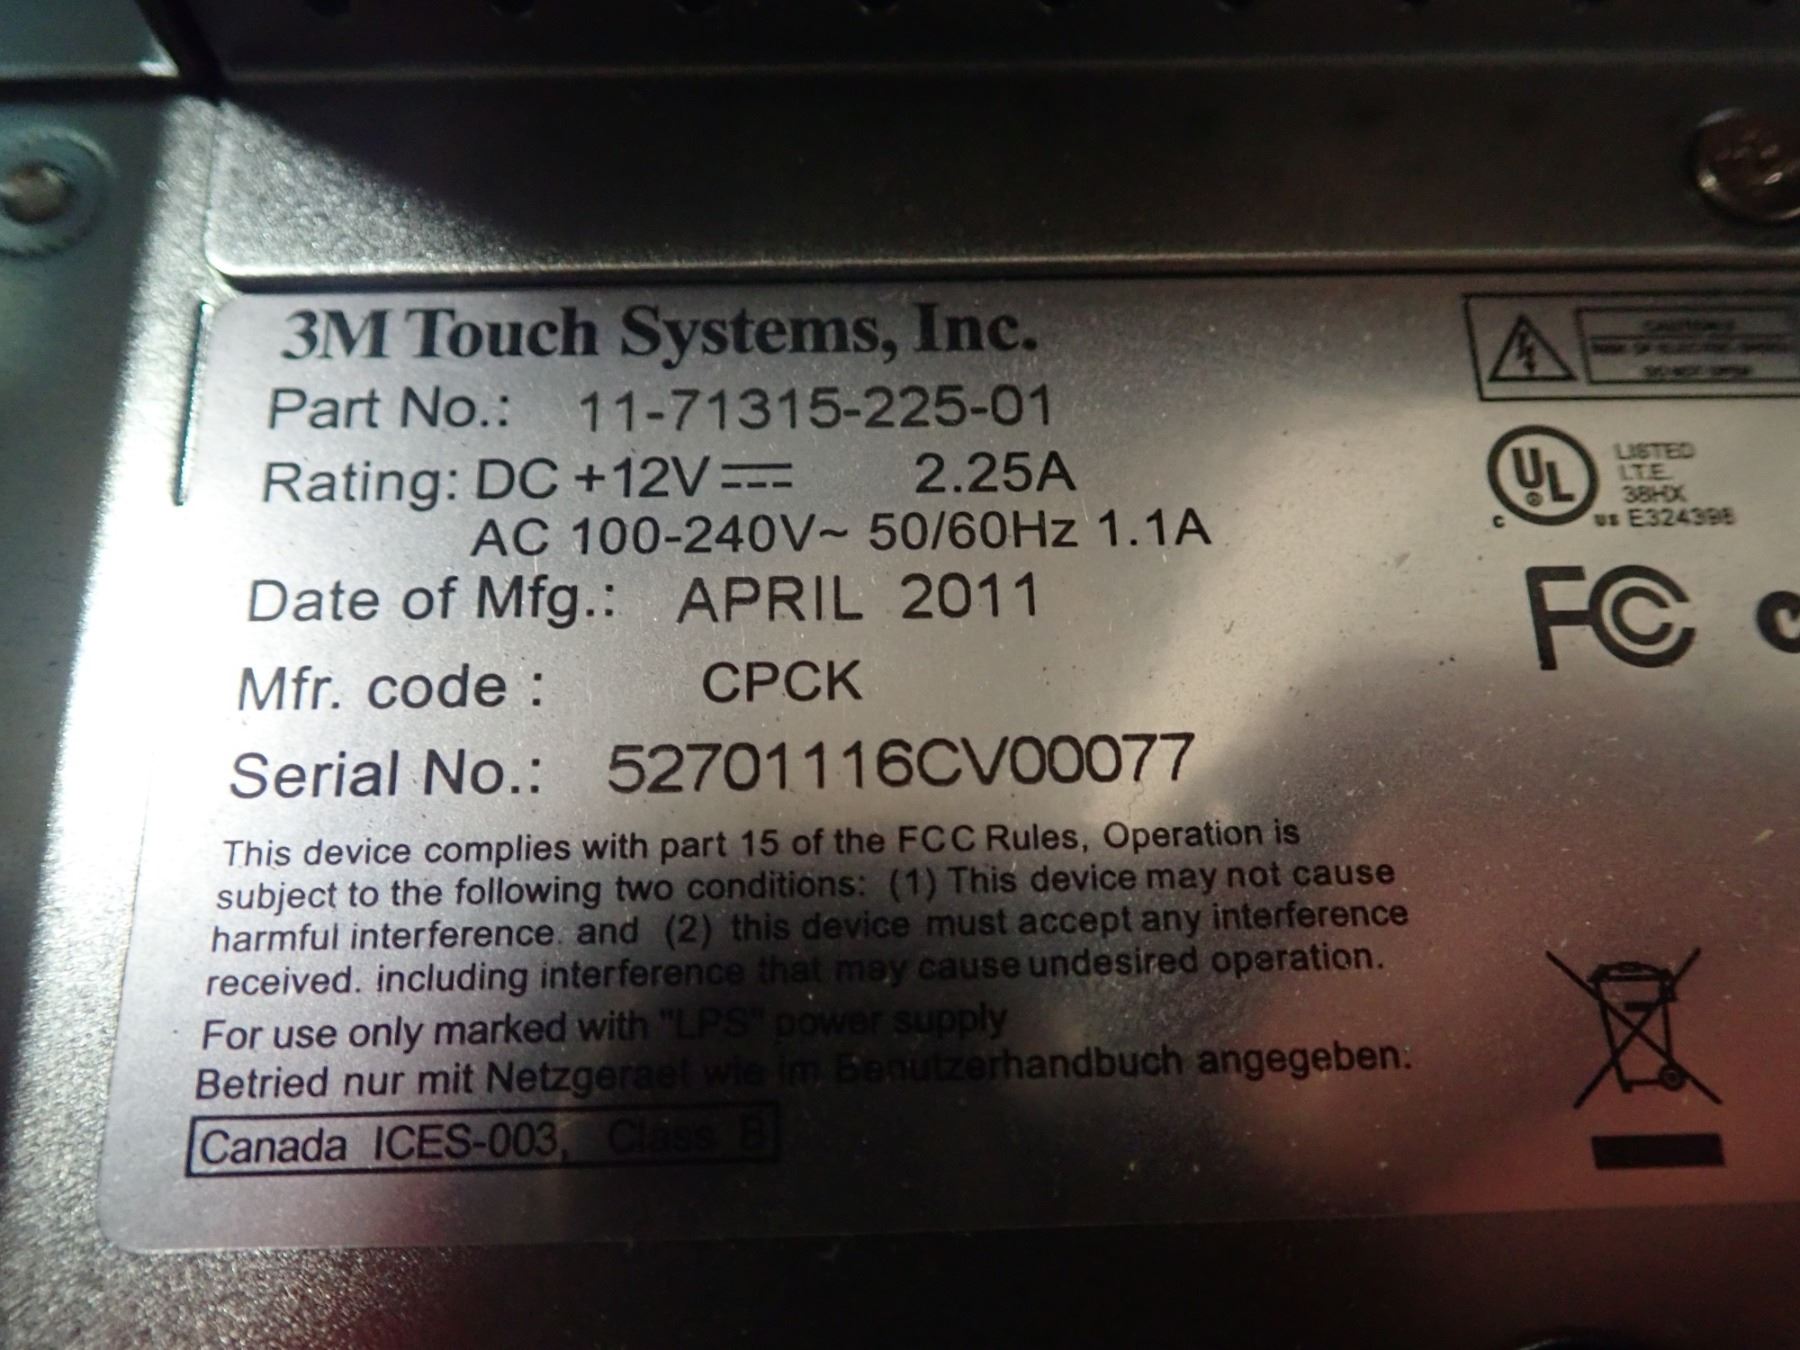 3M Touch Systems, Inc.
Part No.: 11-71315-225-01
Rating: DC +12V 2.25A
AC 100-240V~ 50/60Hz 1.1A
Date of Mfg.: APRIL 2011
Mfr. code : CPCK
Serial No.: 52701116CV00077
This device complies with part 15 of the FCC Rules, Operation is
subject to the following two conditions: (1) This device may not cause
harmful interference. and (2) this device must accept any interference
received. including interference that may cause undesired operation.
For use only marked with "LPS" power supply
Betried nur mit Netzgeraet wie im Benutzerhandbuch angegeben:
Canada ICES-003, Class B
UL
c us
LISTED
I.T.E.
38HX
E324398
FC